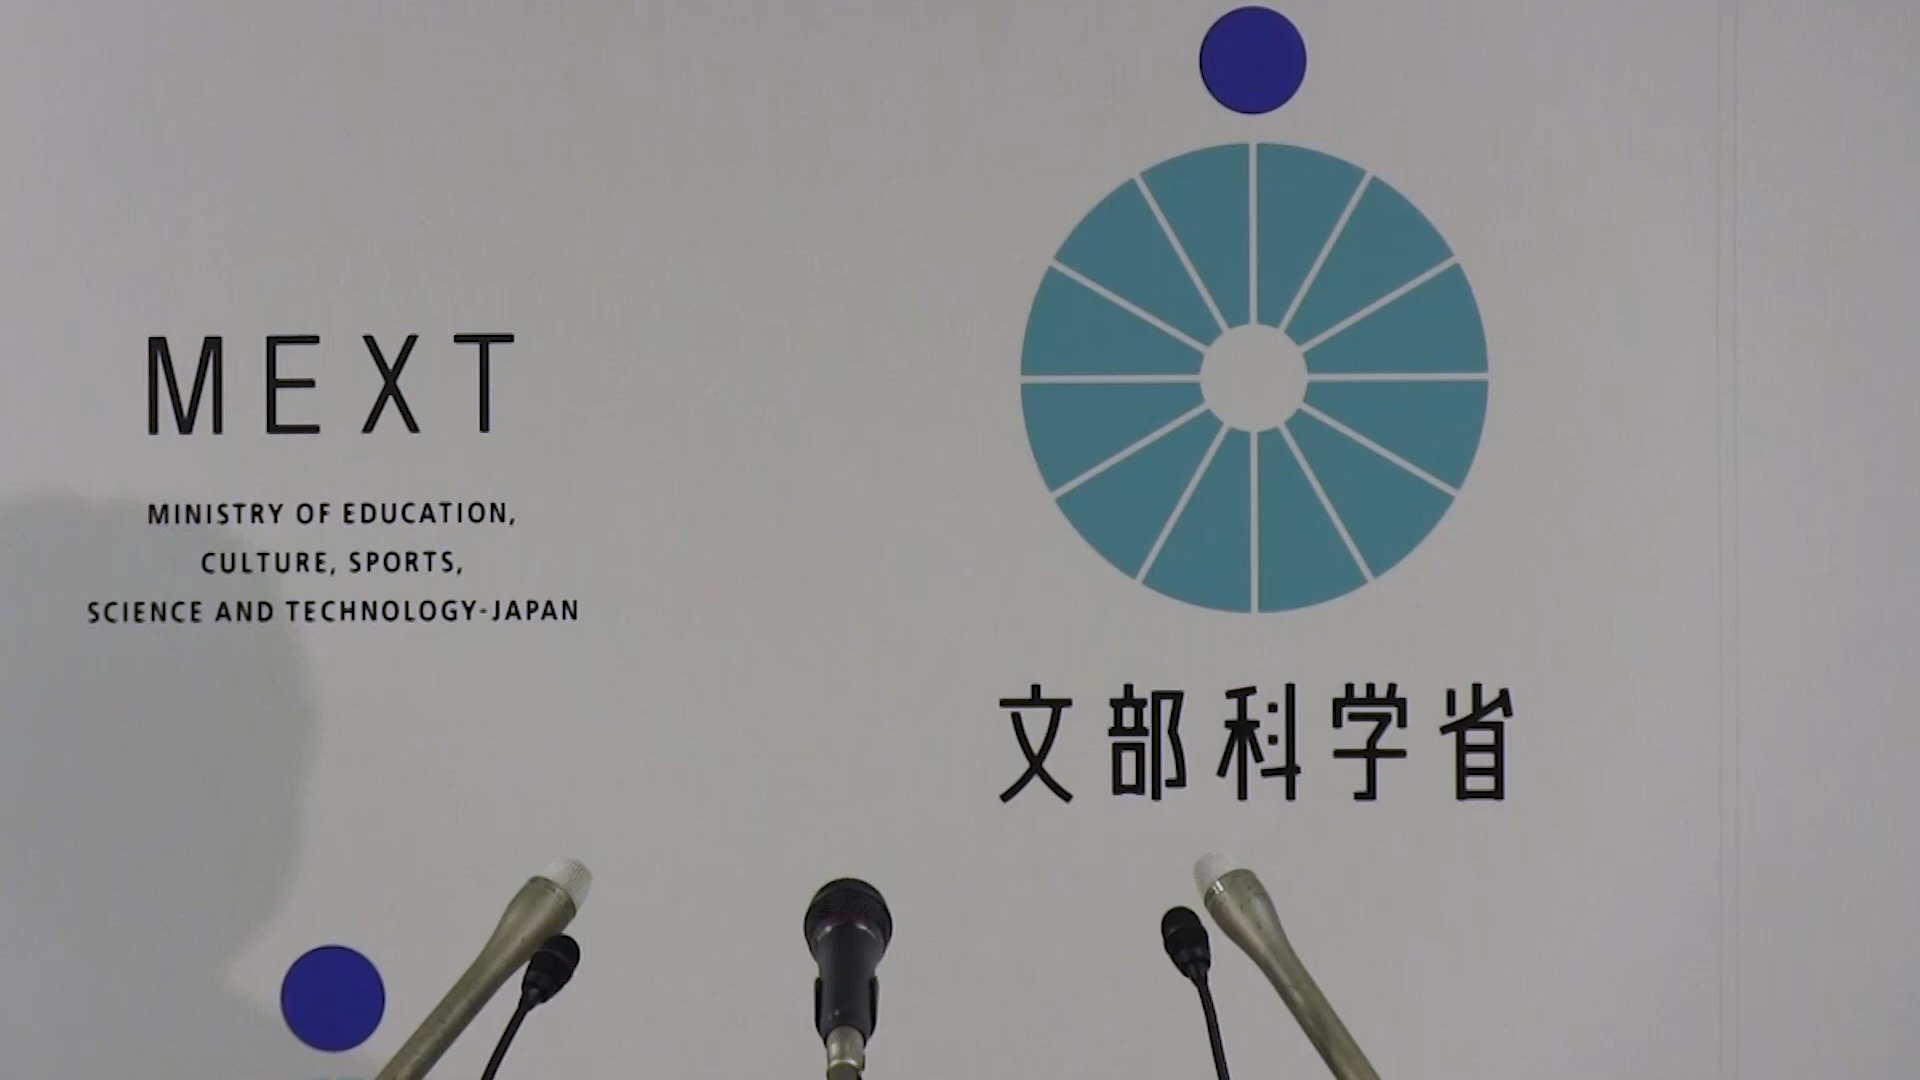 MEXT
MINISTRY OF EDUCATION,
CULTURE, SPORTS,
SCIENCE AND TECHNOLOGY-JAPAN
文部科学省